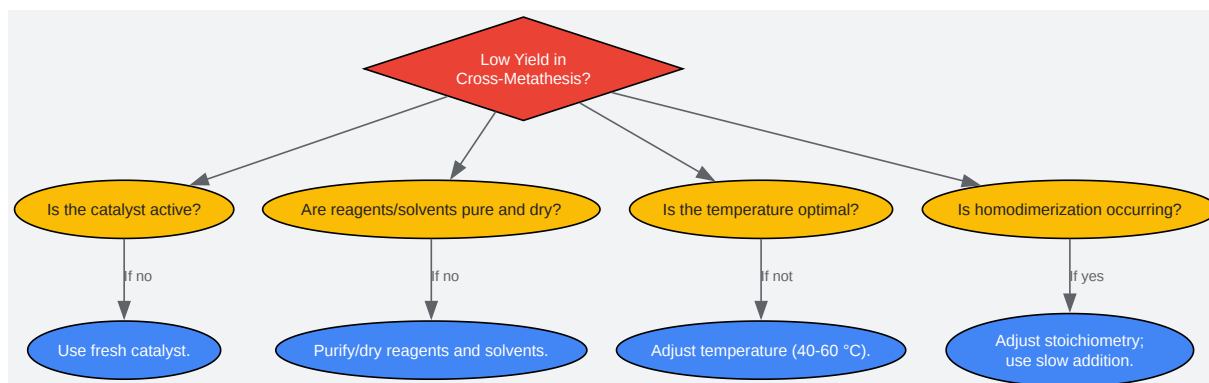 Low Yield in
Cross-Metathesis?
Is the catalyst active?
Are reagents/solvents pure and dry?
Is the temperature optimal?
Is homodimerization occurring?
If no
If no
If not
If yes
Use fresh catalyst.
Purify/dry reagents and solvents.
Adjust temperature (40-60 °C).
Adjust stoichiometry;
use slow addition.